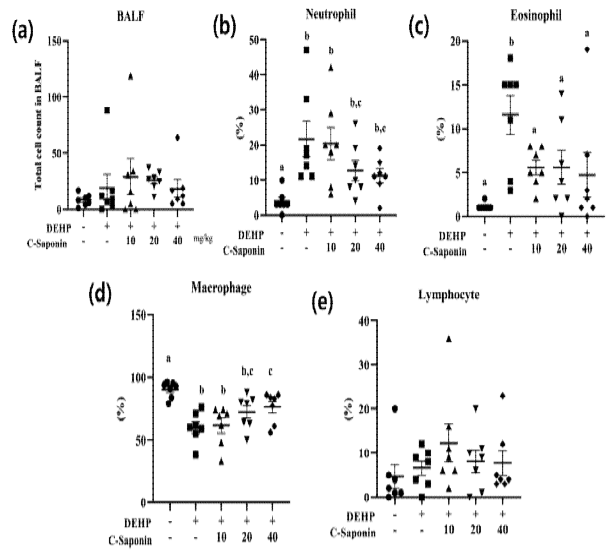 (a)
BALF
Total cell count in BALF
150
100
50
0
DEHP - + + + +
C-Saponin - - 10 20 40 mg/kg
(b)
Neutrophil
(%)
50
40
30
20
10
0
a b b b,c b,c
DEHP - + + + +
C-Saponin - - 10 20 40
(c)
Eosinophil
(%)
20
15
10
5
0
a b a a a
DEHP - + + + +
C-Saponin - - 10 20 40
(d)
Macrophage
(%)
150
100
50
0
a b b b,c c
DEHP - + + + +
C-Saponin - - 10 20 40
(e)
Lymphocyte
(%)
40
30
20
10
0
DEHP - + + + +
C-Saponin - - 10 20 40